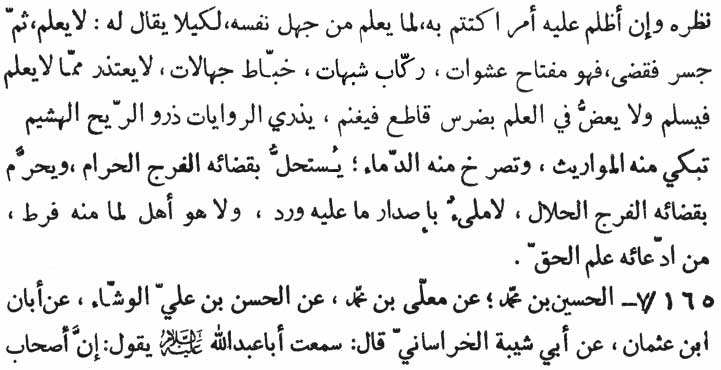 نظره وإن أظلم عليه أمر اكتتم به،لما يعلم من جهل نفسه،لكيلا يقال له : لايعلم،ثمّ
جسر فقضى،فهو مفتاح عشوات ، ركّاب شبهات ، خبّاط جهالات ، لايعتذر ممّا لايعلم
فيسلم ولا يعضُّ في العلم بضرس قاطع فيغنم ، يذري الروايات ذرو الرّيح الهشيم
تبكي منه المواريث ، وتصرخ منه الدّماء ؛ يُستحلُّ بقضائه الفرج الحرام ،ويحرَّم
بقضائه الفرج الحلال ، لاملىءٌ بإصدار ما عليه ورد ، ولا هو أهل لما منه فرط ،
من ادّعائه علم الحقّ .
١٦٥/٧ـ الحسين‌بن محمّد ؛ عن معلّى بن محمّد ، عن الحسن بن عليّ الوشّاء ، عن‌أبان
ابن عثمان ، عن أبي شيبة الخراسانيّ قال: سمعت أباعبدالله عليه‌السلام يقول: إنَّ أصحاب